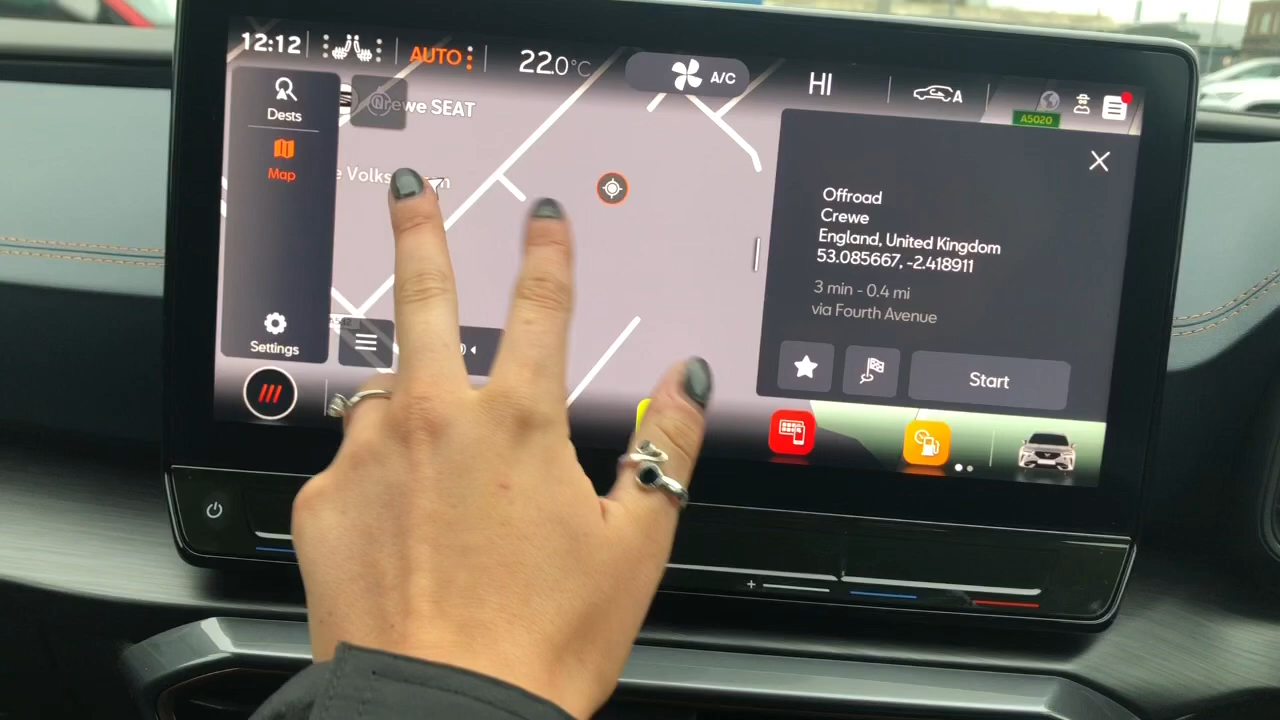 12:12
AUTO
22.0°C
A/C
HI
A
A5020
Dests
Map
Settings
Crewe SEAT
Offroad
Crewe
England, United Kingdom
53.085667, -2.418911
3 min - 0.4 mi
via Fourth Avenue
Start
+